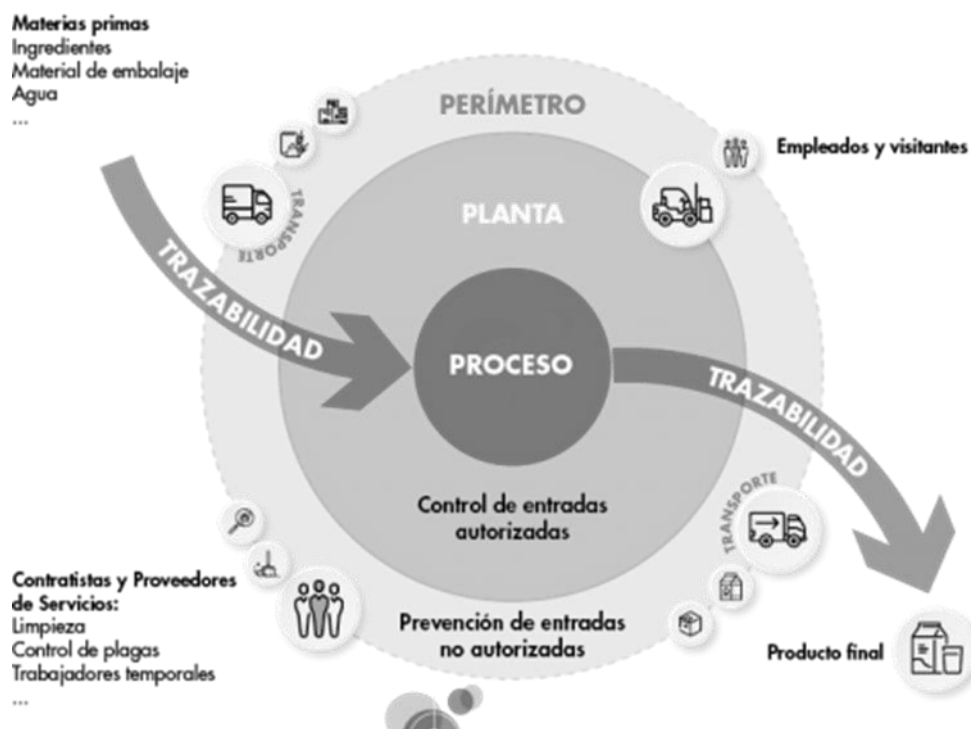 Materias primas
Ingredientes
Material de embalaje
Agua
...
PERÍMETRO
Empleados y visitantes
TRANSPORTE
PLANTA
TRAZABILIDAD
PROCESO
TRAZABILIDAD
Control de entradas
autorizadas
TRANSPORTE
Contratistas y Proveedores
de Servicios:
Limpieza
Control de plagas
Trabajadores temporales
...
Prevención de entradas
no autorizadas
Producto final